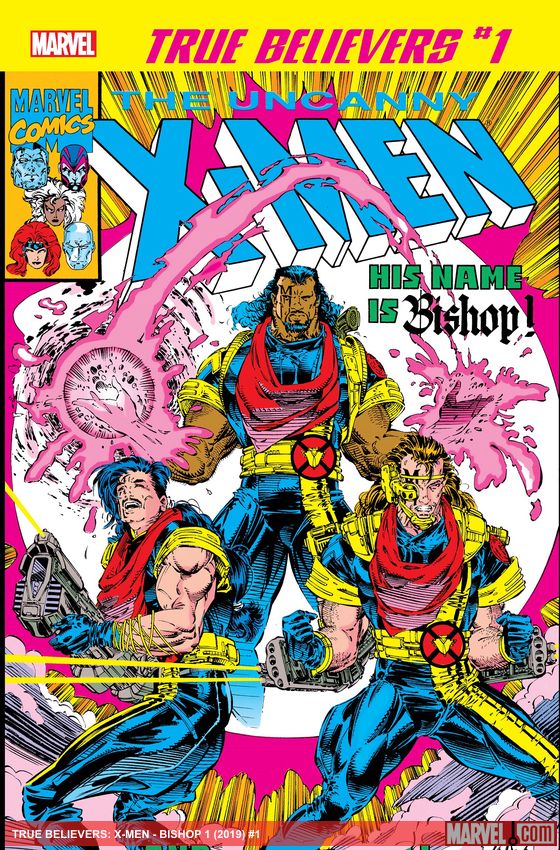 MARVEL
TRUE BELIEVERS #1
MARVEL
COMICS
THE UNCANNY
X-MEN
HIS NAME
IS Bishop!
TRUE BELIEVERS: X-MEN - BISHOP 1 (2019) #1
MARVEL.COM